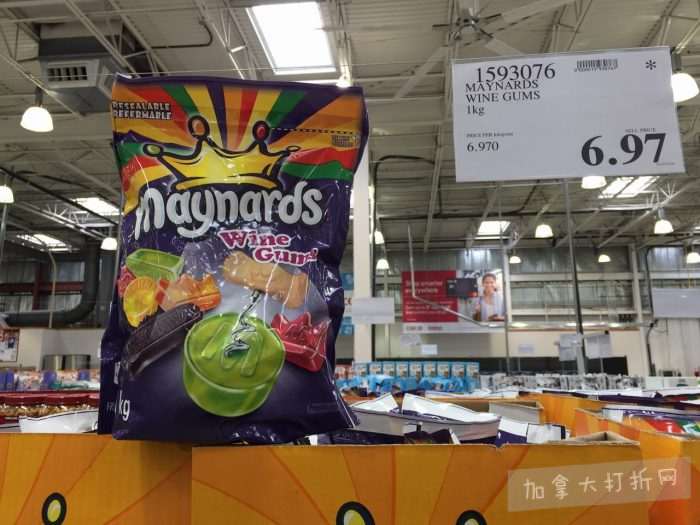 RESEALABLE
REFERMABLE
Maynards
Wine
Gums
kg
1593076
*
MAYNARDS
WINE GUMS
1kg
PRICE PER kilogram
6.970
SELL PRICE
6.97
加拿大打折网